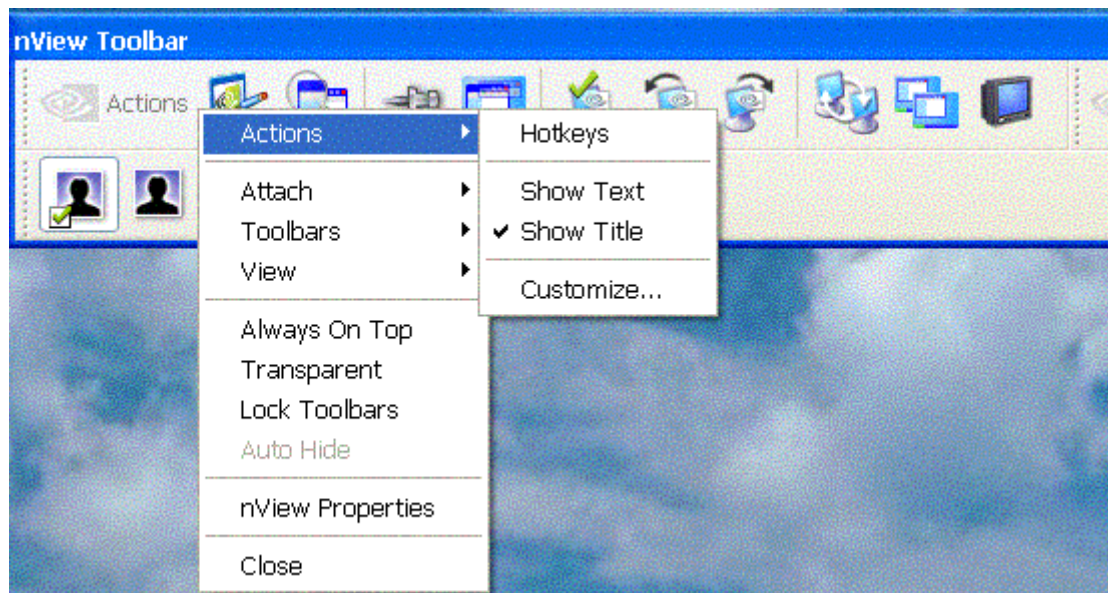 nView Toolbar
Actions
Actions
Attach
Toolbars
View
Always On Top
Transparent
Lock Toolbars
Auto Hide
nView Properties
Close
Hotkeys
Show Text
Show Title
Customize...